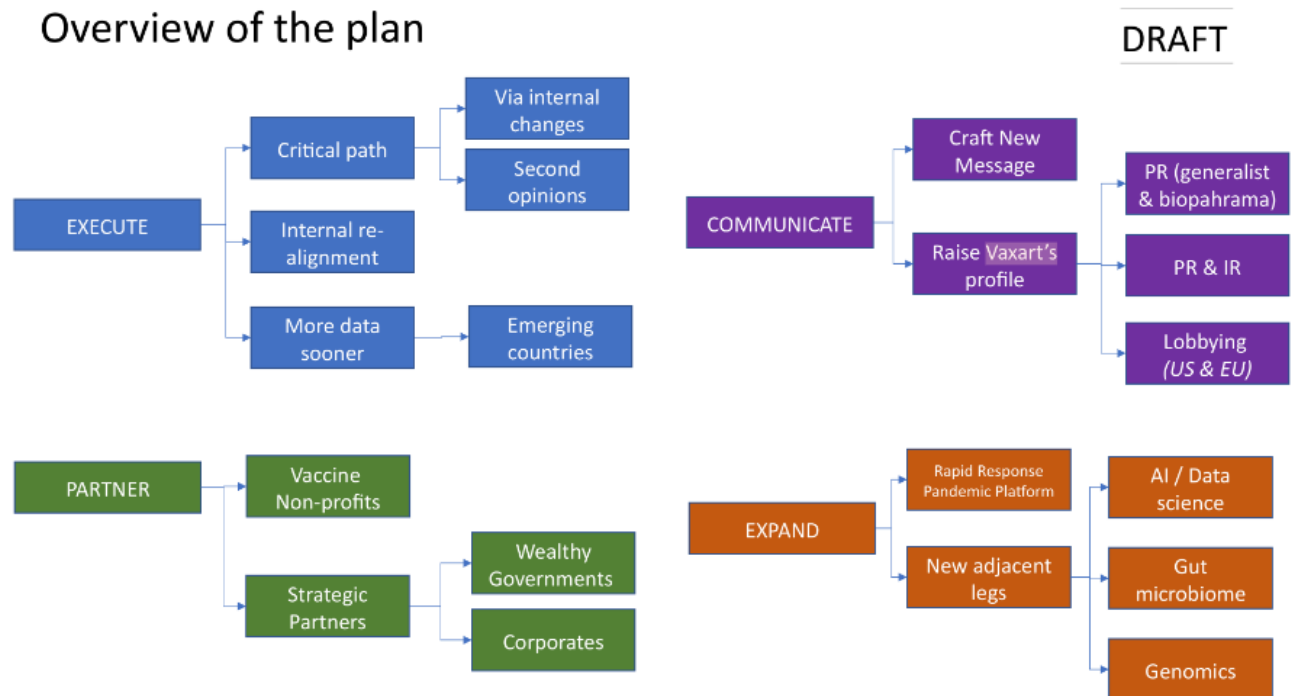 Overview of the plan
DRAFT
EXECUTE
Critical path
Via internal
changes
Second
opinions
Internal re-
alignment
More data
sooner
Emerging
countries
COMMUNICATE
Craft New
Message
Raise Vaxart's
profile
PR (generalist
& biopahrama)
PR & IR
Lobbying
(US & EU)
PARTNER
Vaccine
Non-profits
Strategic
Partners
Wealthy
Governments
Corporates
EXPAND
Rapid Response
Pandemic Platform
New adjacent
legs
AI / Data
science
Gut
microbiome
Genomics